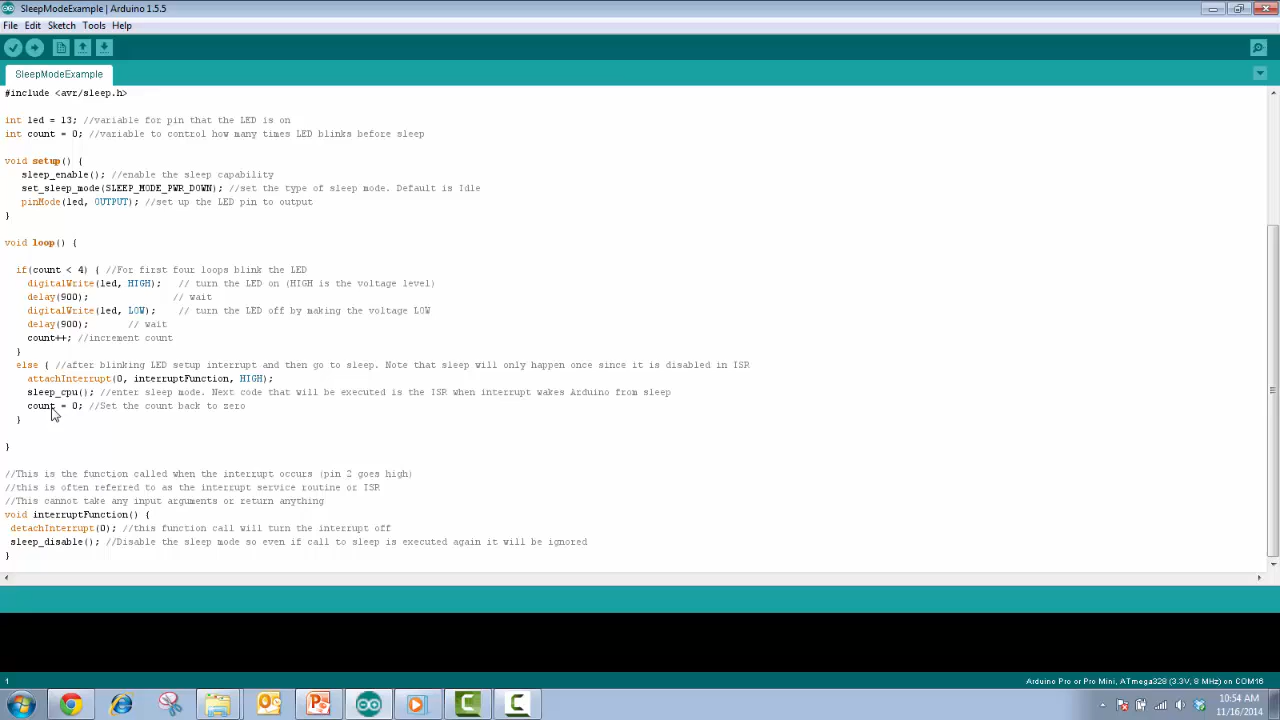 SleepModeExample | Arduino 1.5.5
File Edit Sketch Tools Help
SleepModeExample
#include <avr/sleep.h>
int led = 13; //variable for pin that the LED is on
int count = 0; //variable to control how many times LED blinks before sleep
void setup() {
sleep_enable(); //enable the sleep capability
set_sleep_mode(SLEEP_MODE_PWR_DOWN); //set the type of sleep mode. Default is Idle
pinMode(led, OUTPUT); //set up the LED pin to output
}
void loop() {
if(count < 4) { //For first four loops blink the LED
digitalWrite(led, HIGH); // turn the LED on (HIGH is the voltage level)
delay(900); // wait
digitalWrite(led, LOW); // turn the LED off by making the voltage LOW
delay(900); // wait
count++; //increment count
}
else { //after blinking LED setup interrupt and then go to sleep. Note that sleep will only happen once since it is disabled in ISR
attachInterrupt(0, interruptFunction, HIGH);
sleep_cpu(); //enter sleep mode. Next code that will be executed is the ISR when interrupt wakes Arduino from sleep
count = 0; //Set the count back to zero
}
}
//This is the function called when the interrupt occurs (pin 2 goes high)
//this is often referred to as the interrupt service routine or ISR
//This cannot take any input arguments or return anything
void interruptFunction() {
detachInterrupt(0); //this function call will turn the interrupt off
sleep_disable(); //Disable the sleep mode so even if call to sleep is executed again it will be ignored
}
1
Arduino Pro or Pro Mini, ATmega328 (3.3V, 8 MHz) on COM16
10:54 AM
11/16/2014